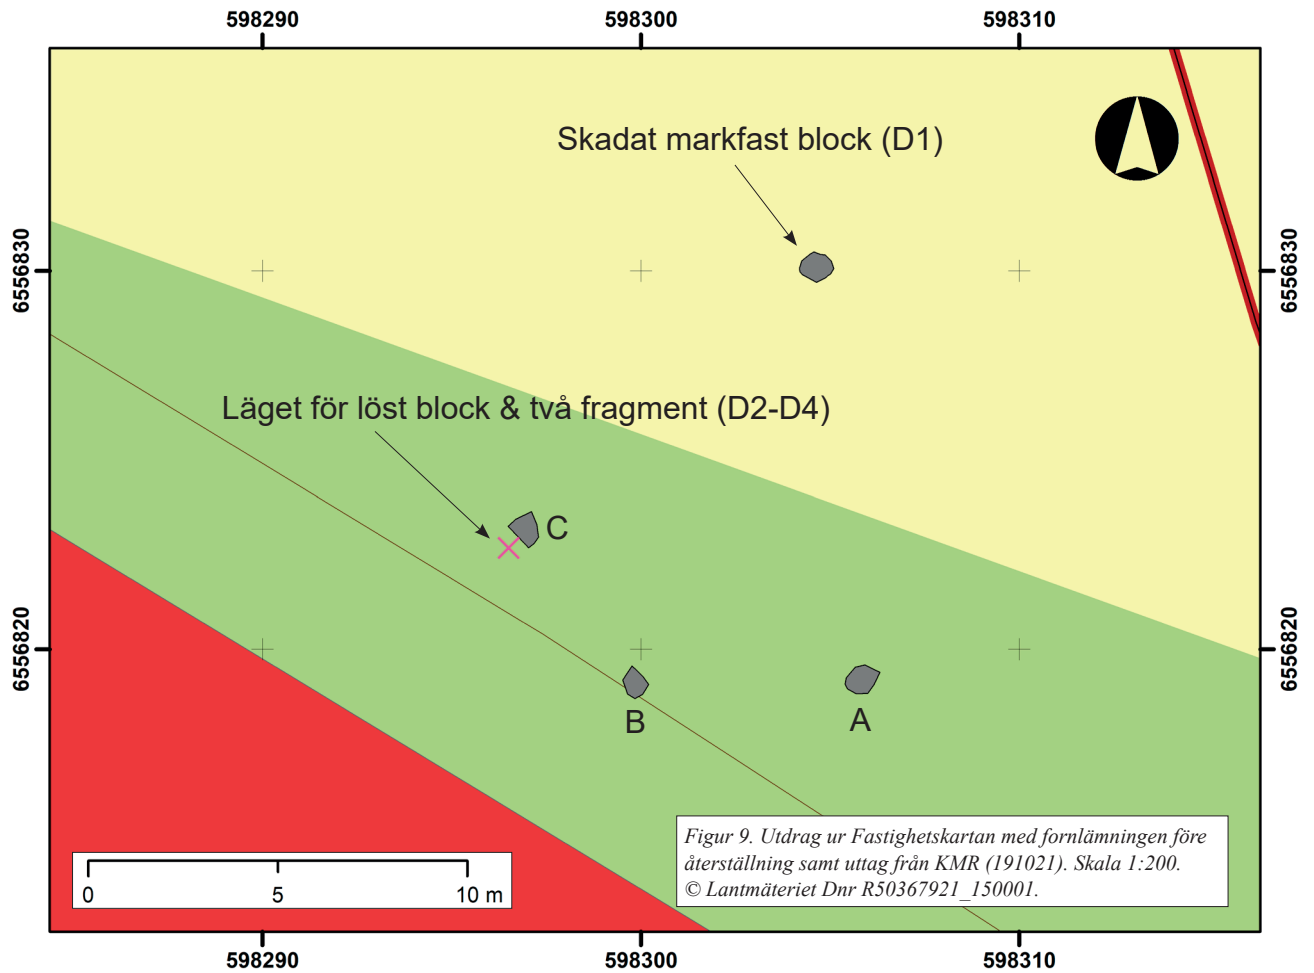 598290
598300
598310
Skadat markfast block (D1)
6556830
6556830
Läget för löst block & två fragment (D2-D4)
C
6556820
6556820
B
A
Figur 9. Utdrag ur Fastighetskartan med fornlämningen före
återställning samt uttag från KMR (191021). Skala 1:200.
© Lantmäteriet Dnr R50367921_150001.
0
5
10 m
598290
598300
598310